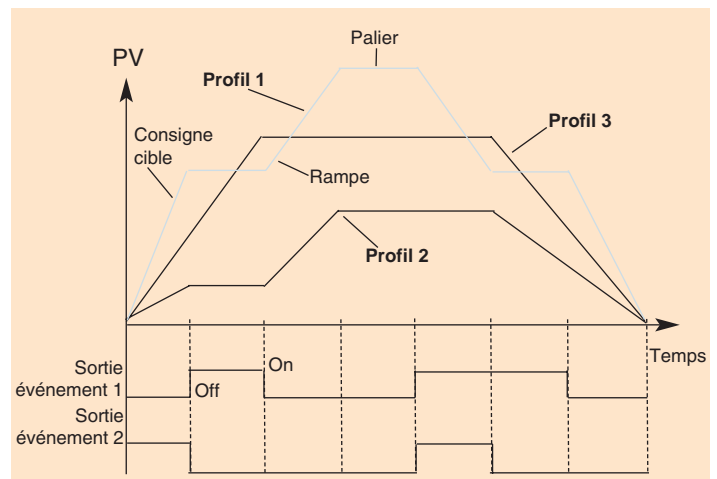 Palier
PV
Profil 1
Profil 3
Consigne
cible
Rampe
Profil 2
Temps
Sortie
événement 1
On
Off
Sortie
événement 2